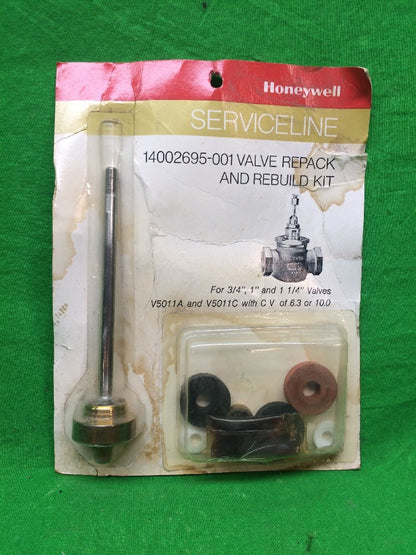 Honeywell
SERVICELINE
14002695-001 VALVE REPACK
AND REBUILD KIT
For 3/4", 1" and 1 1/4" Valves
V5011A and V5011C with C V of 6.3 or 10.0